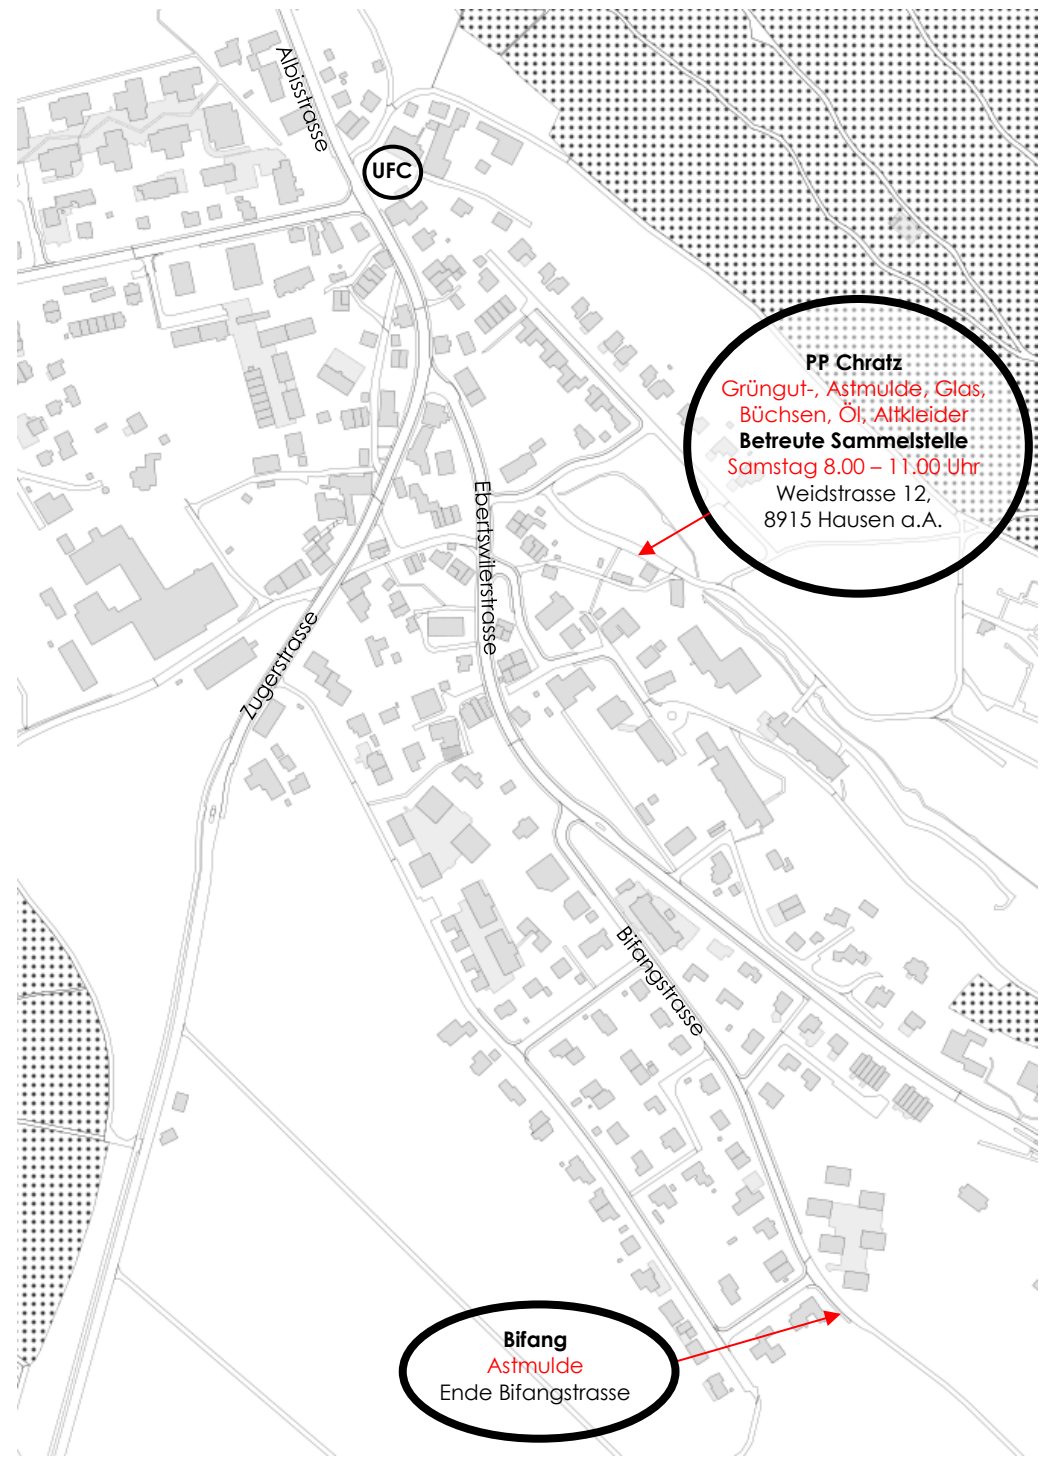 Albisstrasse
UFC
PP Chratz
Grüngut-, Astmulde, Glas,
Büchsen, Öl, Altkleider
Betreute Sammelstelle
Samstag 8.00 – 11.00 Uhr
Weidstrasse 12,
8915 Hausen a.A.
Ebertswilerstrasse
Zugerstrasse
Bifangstrasse
Bifang
Astmulde
Ende Bifangstrasse